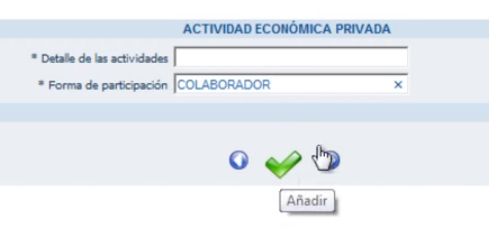 ACTIVIDAD ECONÓMICA PRIVADA
* Detalle de las actividades
* Forma de participación COLABORADOR ×
Añadir